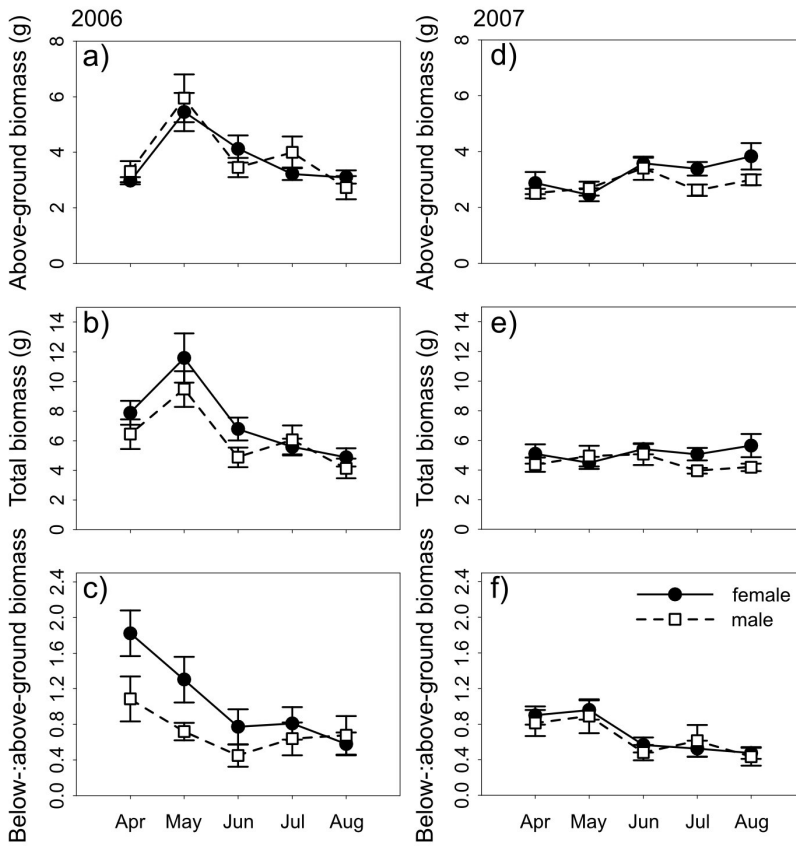 2006
2007
Above-ground biomass (g)
a)
8
6
4
2
0
Above-ground biomass (g)
d)
8
6
4
2
0
Total biomass (g)
b)
14
12
10
8
6
4
2
0
Total biomass (g)
e)
14
12
10
8
6
4
2
0
Below-:above-ground biomass
c)
2.4
2.0
1.6
1.2
0.8
0.4
0.0
Apr May Jun Jul Aug
Below-:above-ground biomass
f)
female
male
2.4
2.0
1.6
1.2
0.8
0.4
0.0
Apr May Jun Jul Aug